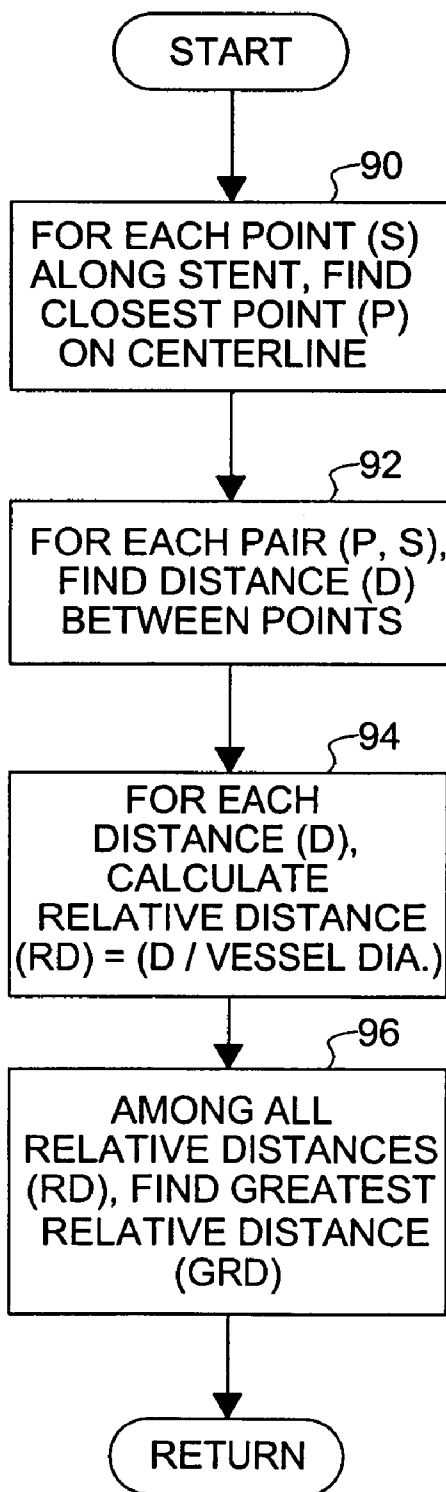 START
90
FOR EACH POINT (S)
ALONG STENT, FIND
CLOSEST POINT (P)
ON CENTERLINE
92
FOR EACH PAIR (P, S),
FIND DISTANCE (D)
BETWEEN POINTS
94
FOR EACH
DISTANCE (D),
CALCULATE
RELATIVE DISTANCE
(RD) = (D / VESSEL DIA.)
96
AMONG ALL
RELATIVE DISTANCES
(RD), FIND GREATEST
RELATIVE DISTANCE
(GRD)
RETURN